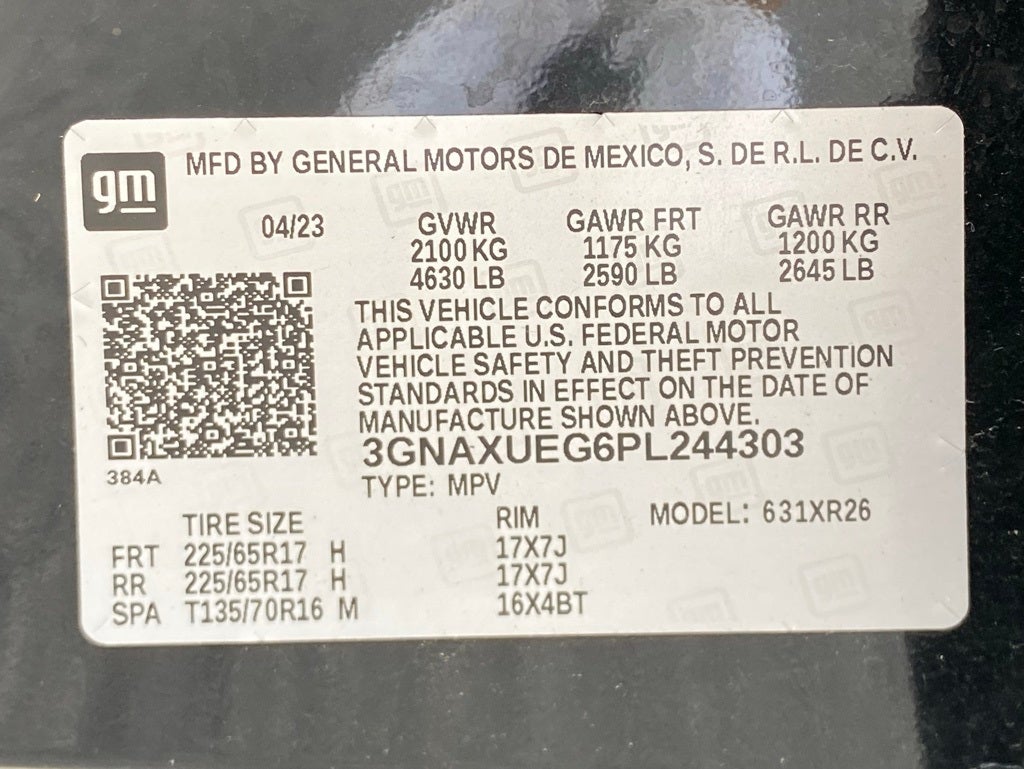 gm
MFD BY GENERAL MOTORS DE MEXICO, S. DE R.L. DE C.V.
04/23 GVWR GAWR FRT GAWR RR
2100 KG 1175 KG 1200 KG
4630 LB 2590 LB 2645 LB
THIS VEHICLE CONFORMS TO ALL
APPLICABLE U.S. FEDERAL MOTOR
VEHICLE SAFETY AND THEFT PREVENTION
STANDARDS IN EFFECT ON THE DATE OF
MANUFACTURE SHOWN ABOVE.
3GNAXUEG6PL244303
384A
TYPE: MPV
TIRE SIZE RIM MODEL: 631XR26
FRT 225/65R17 H 17X7J
RR 225/65R17 H 17X7J
SPA T135/70R16 M 16X4BT